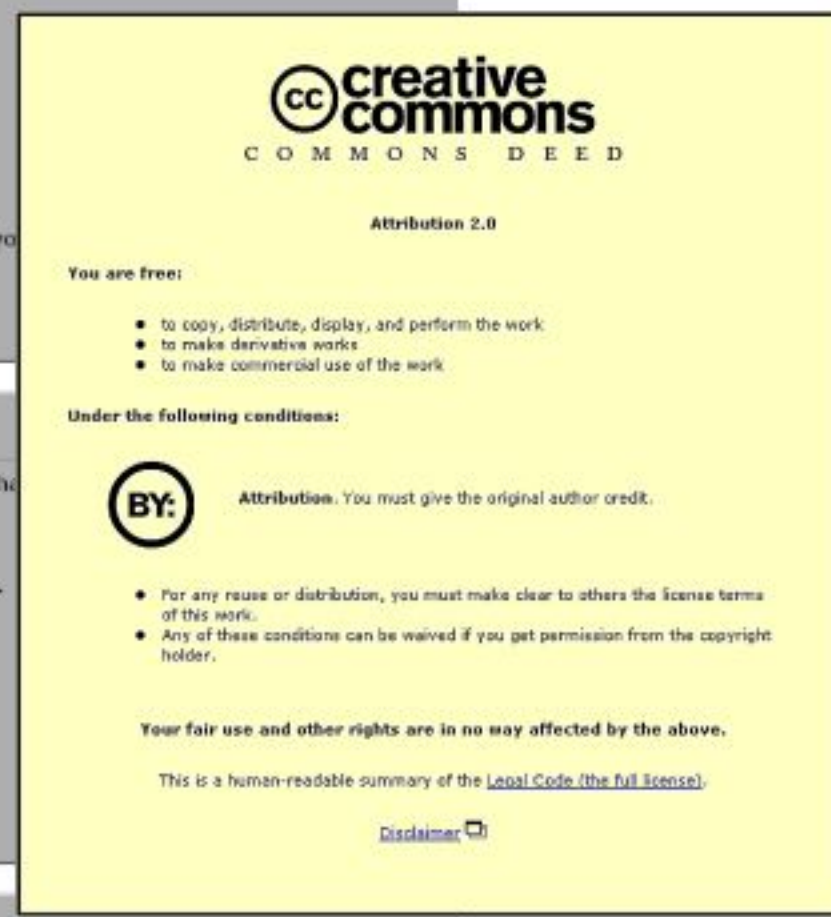 cc creative
commons
COMMONS DEED
Attribution 2.0
You are free:
to copy, distribute, display, and perform the work
to make derivative works
to make commercial use of the work
Under the following conditions:
BY:
Attribution. You must give the original author credit.
For any reuse or distribution, you must make clear to others the license terms
of this work.
Any of these conditions can be waived if you get permission from the copyright
holder.
Your fair use and other rights are in no way affected by the above.
This is a human-readable summary of the Legal Code (the full license).
Disclaimer